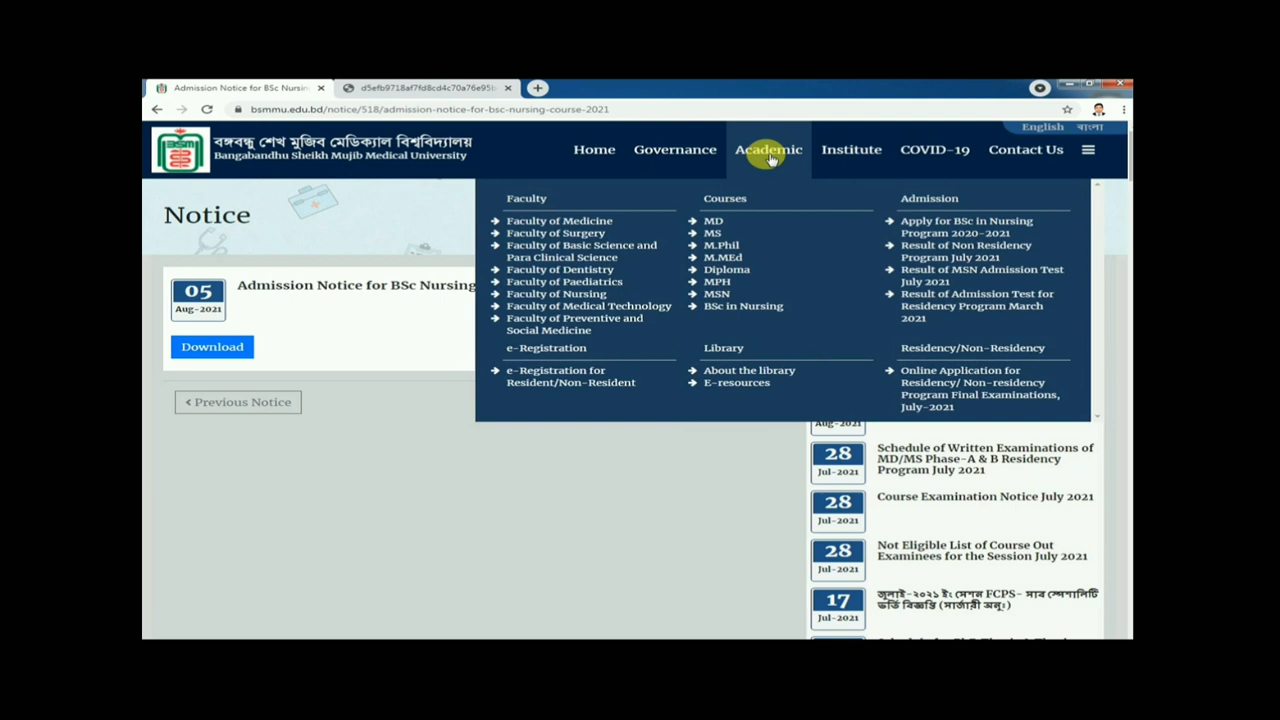 Admission Notice for BSc Nursin
d5efb9718af7fd8cd4c70a76e95b
bsmmu.edu.bd/notice/518/admission-notice-for-bsc-nursing-course-2021
English বাংলা
বঙ্গবন্ধু শেখ মুজিব মেডিক্যাল বিশ্ববিদ্যালয়
Bangabandhu Sheikh Mujib Medical University
Home Governance Academic Institute COVID-19 Contact Us
Notice
05
Aug-2021
Admission Notice for BSc Nursing
Download
Previous Notice
Faculty
Faculty of Medicine
Faculty of Surgery
Faculty of Basic Science and
Para Clinical Science
Faculty of Dentistry
Faculty of Paediatrics
Faculty of Nursing
Faculty of Medical Technology
Faculty of Preventive and
Social Medicine
Courses
MD
MS
M.Phil
M.MEd
Diploma
MPH
MSN
BSc in Nursing
Admission
Apply for BSc in Nursing
Program 2020-2021
Result of Non Residency
Program July 2021
Result of MSN Admission Test
July 2021
Result of Admission Test for
Residency Program March
2021
e-Registration
e-Registration for
Resident/Non-Resident
Library
About the library
E-resources
Residency/Non-Residency
Online Application for
Residency/ Non-residency
Program Final Examinations,
July-2021
Aug-2021
28
Jul-2021
Schedule of Written Examinations of
MD/MS Phase-A & B Residency
Program July 2021
28
Jul-2021
Course Examination Notice July 2021
28
Jul-2021
Not Eligible List of Course Out
Examinees for the Session July 2021
17
Jul-2021
জুলাই-২০২১ ইং সেশন FCPS- সাব স্পেশালিটি
ভর্তি বিজ্ঞপ্তি (সার্জারী অনুঃ)